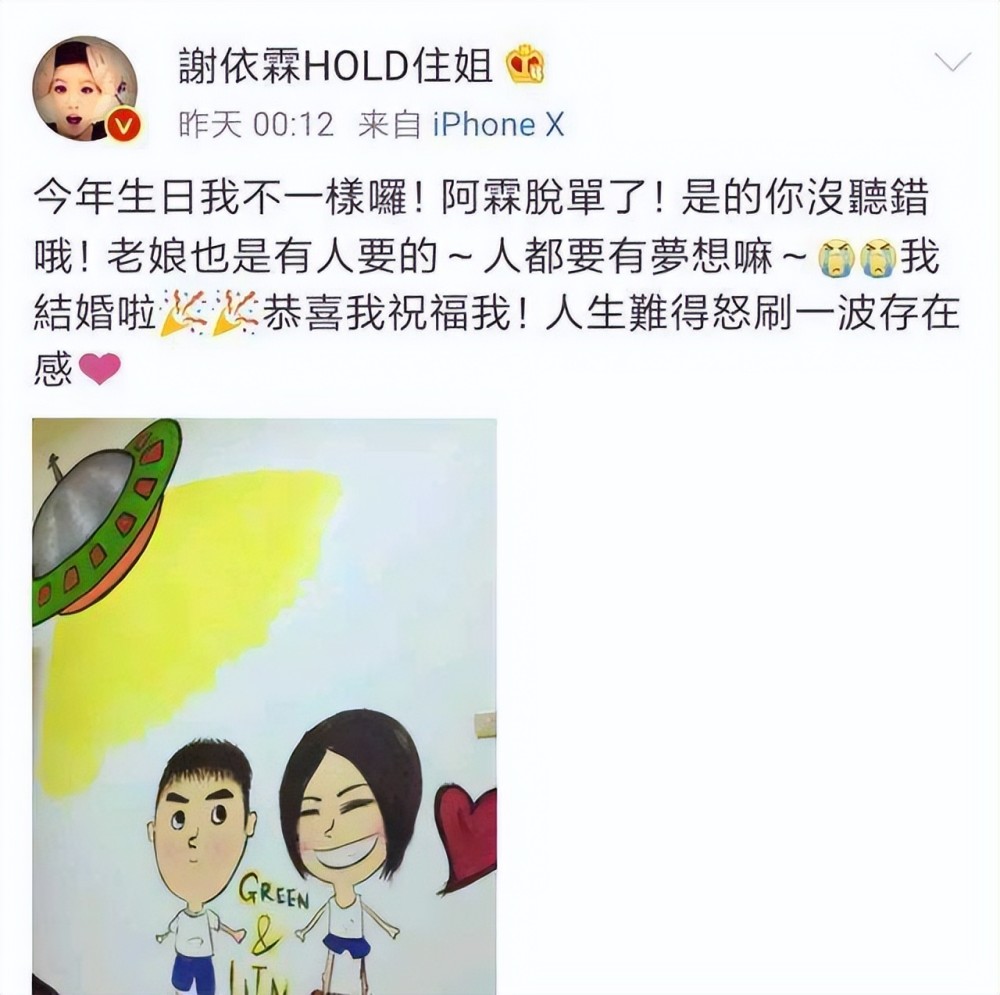 謝依霖HOLD住姐
昨天 00:12 来自 iPhone X
今年生日我不一樣囉！阿霖脫單了！是的你沒聽錯
哦！老娘也是有人要的～人都要有夢想嘛～😭😭我
結婚啦🎉🎉恭喜我祝福我！人生難得怒刷一波存在
感❤
GREEN
&